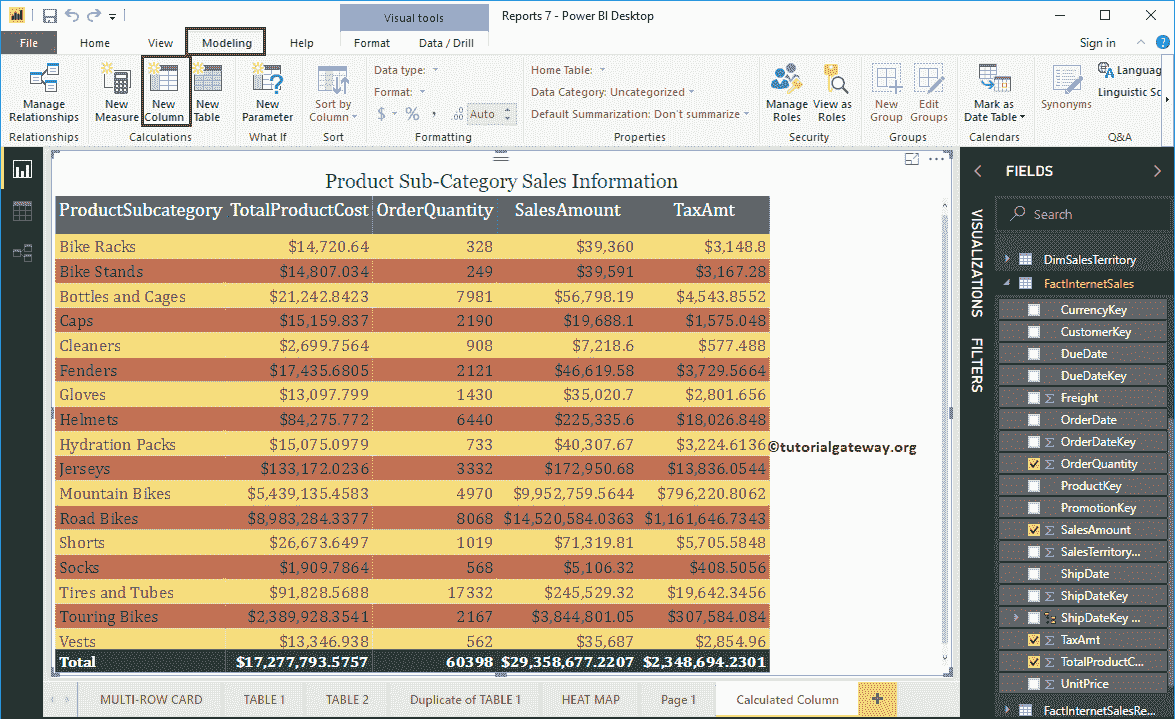 Visual tools
Reports 7 - Power BI Desktop
File Home View Modeling Help Format Data / Drill Sign in
Manage Relationships
New Measure
New Column
New Table
New Parameter
Sort by Column
Data type:
Format:
$ % , .00 Auto
Home Table:
Data Category: Uncategorized
Default Summarization: Don't summarize
Manage Roles
View as Roles
New Group
Edit Groups
Mark as Date Table
Synonyms
Languag
Linguistic Sc
Relationships Calculations What If Sort Formatting Properties Security Groups Calendars Q&A
Product Sub-Category Sales Information
ProductSubcategory TotalProductCost OrderQuantity SalesAmount TaxAmt
Bike Racks $14,720.64 328 $39,360 $3,148.8
Bike Stands $14,807.034 249 $39,591 $3,167.28
Bottles and Cages $21,242.8423 7981 $56,798.19 $4,543.8552
Caps $15,159.837 2190 $19,688.1 $1,575.048
Cleaners $2,699.7564 908 $7,218.6 $577.488
Fenders $17,435.6805 2121 $46,619.58 $3,729.5664
Gloves $13,097.799 1430 $35,020.7 $2,801.656
Helmets $84,275.772 6440 $225,335.6 $18,026.848
Hydration Packs $15,075.0979 733 $40,307.67 $3,224.6136
Jerseys $133,172.0236 3332 $172,950.68 $13,836.0544
Mountain Bikes $5,439,135.4583 4970 $9,952,759.5644 $796,220.8062
Road Bikes $8,983,284.3377 8068 $14,520,584.0363 $1,161,646.7343
Shorts $26,673.6497 1019 $71,319.81 $5,705.5848
Socks $1,909.7864 568 $5,106.32 $408.5056
Tires and Tubes $91,828.5688 17332 $245,529.32 $19,642.3456
Touring Bikes $2,389,928.3541 2167 $3,844,801.05 $307,584.084
Vests $13,346.938 562 $35,687 $2,854.96
Total $17,277,793.5757 60398 $29,358,677.2207 $2,348,694.2301
©tutorialgateway.org
VISUALIZATIONS
FILTERS
FIELDS
Search
DimSalesTerritory
FactInternetSales
CurrencyKey
CustomerKey
DueDate
DueDateKey
Σ Freight
OrderDate
Σ OrderDateKey
Σ OrderQuantity
ProductKey
PromotionKey
Σ SalesAmount
Σ SalesTerritory...
ShipDate
Σ ShipDateKey
ShipDateKey ...
Σ TaxAmt
Σ TotalProductC...
Σ UnitPrice
FactInternetSalesRe...
MULTI-ROW CARD TABLE 1 TABLE 2 Duplicate of TABLE 1 HEAT MAP Page 1 Calculated Column +